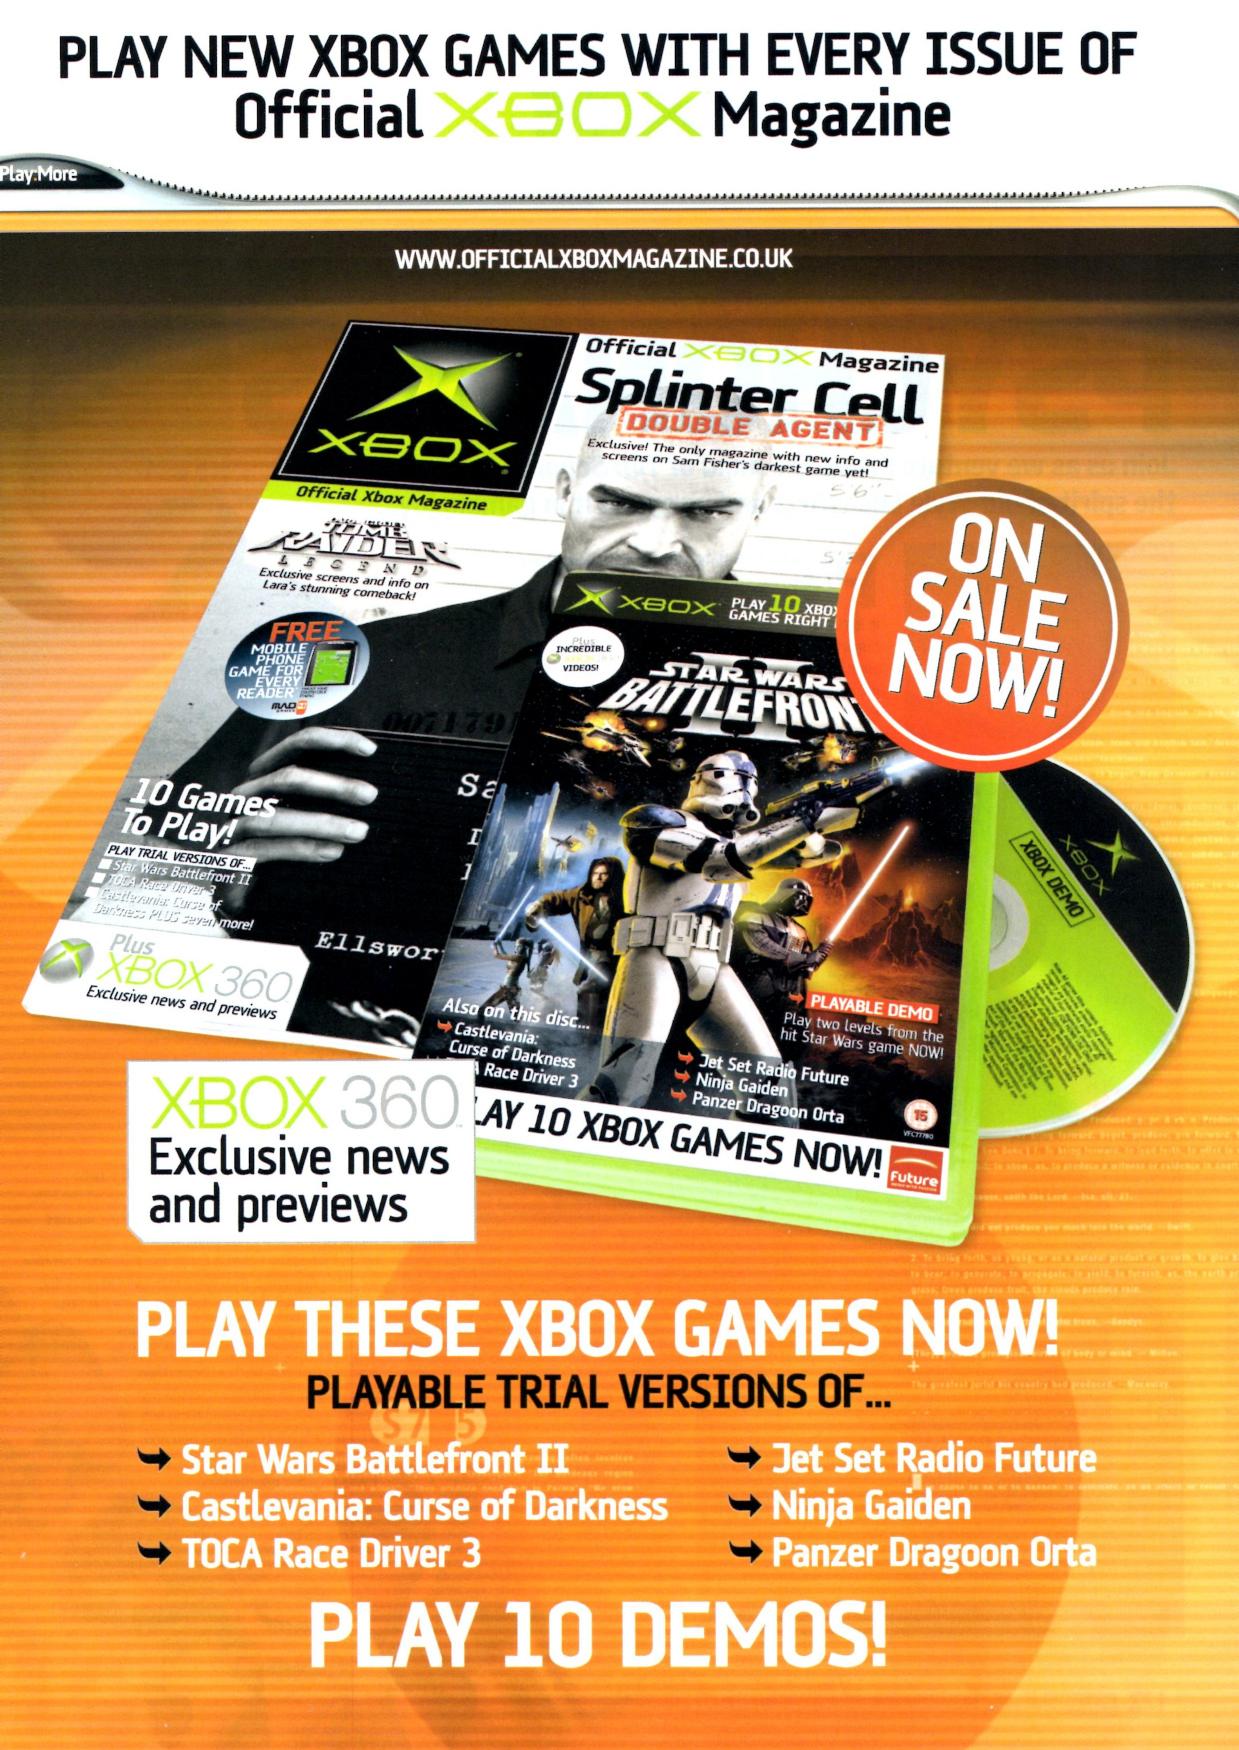 PLAY NEW XBOX GAMES WITH EVERY ISSUE OF
Official XBOX Magazine
Play:More
WWW.OFFICIALXBOXMAGAZINE.CO.UK
XBOX
Official Xbox Magazine
Official XBOX Magazine
Splinter Cell
DOUBLE AGENT
Exclusive! The only magazine with new info and
screens on Sam Fisher's darkest game yet!
5'6"
TOMB
RAIDER
LEGEND
Exclusive screens and info on
Lara's stunning comeback!
FREE
MOBILE
PHONE
GAME FOR
EVERY
READER
10 Games
To Play!
PLAY TRIAL VERSIONS OF...
Star Wars Battlefront II
TOCA Race Driver 3
Castlevania: Curse of
Darkness PLUS seven more!
Plus
XBOX 360
Exclusive news and previews
Ellswor
XBOX
PLAY 10 XBO
GAMES RIGHT
Plus
INCREDIBLE
VIDEOS!
STAR WARS
BATTLEFRON
II
Also on this disc...
Castlevania:
Curse of Darkness
A Race Driver 3
PLAYABLE DEMO
Play two levels from the
hit Star Wars game NOW!
Jet Set Radio Future
Ninja Gaiden
Panzer Dragoon Orta
15
LAY 10 XBOX GAMES NOW!
Future
ON
SALE
NOW!
XBOX
XBOX DEMO
XBOX 360
Exclusive news
and previews
PLAY THESE XBOX GAMES NOW!
PLAYABLE TRIAL VERSIONS OF...
Star Wars Battlefront II
Castlevania: Curse of Darkness
TOCA Race Driver 3
Jet Set Radio Future
Ninja Gaiden
Panzer Dragoon Orta
PLAY 10 DEMOS!